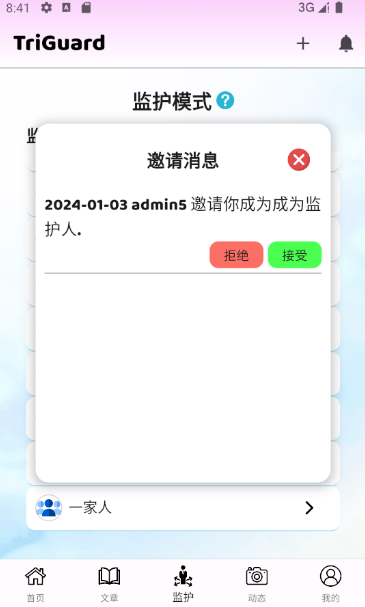 8:41 3G
TriGuard
监护模式 ?
监
邀请消息
2024-01-03 admin5 邀请你成为成为监
护人.
拒绝 接受
一家人
首页 文章 监护 动态 我的